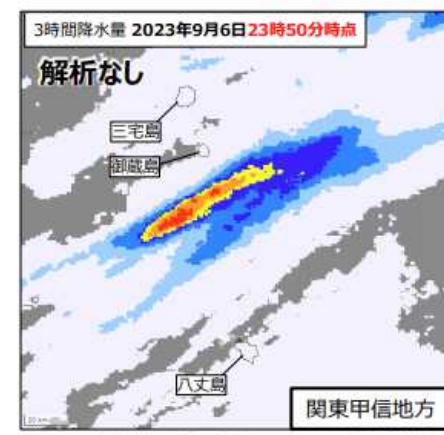 3時間降水量 2023年9月6日23時50分時点
解析なし
三宅島
御蔵島
八丈島
関東甲信地方